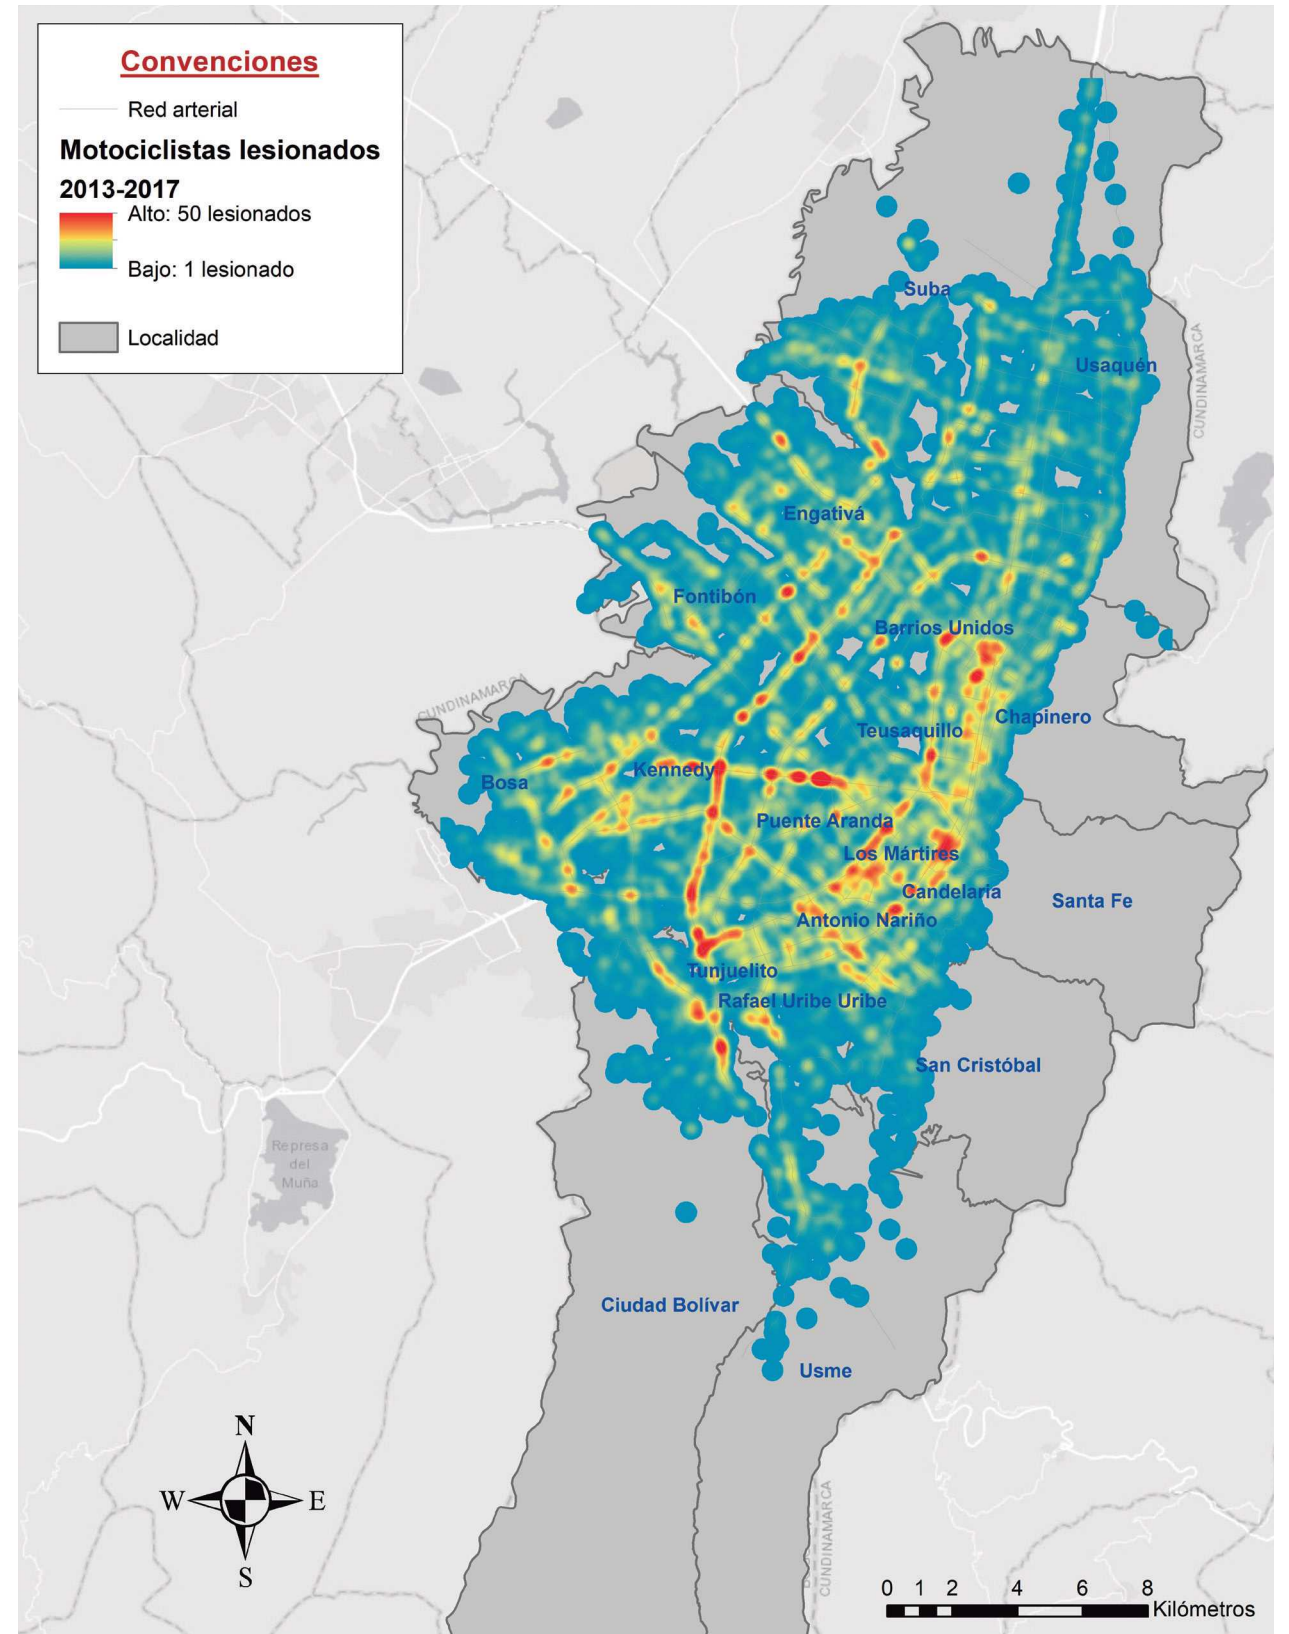 Convenciones
Red arterial
Motociclistas lesionados
2013-2017
Alto: 50 lesionados
Bajo: 1 lesionado
Localidad
Suba
Usaquén
CUNDINAMARCA
Engativá
Fontibón
Barrios Unidos
CUNDINAMARCA
Chapinero
Teusaquillo
Kennedy
Bosa
Puente Aranda
Los Mártires
Candelaria
Santa Fe
Antonio Nariño
Tunjuelito
Rafael Uribe Uribe
San Cristóbal
Represa
del
Muña
Ciudad Bolívar
Usme
N
W E
S
CUNDINAMARCA
0 1 2 4 6 8
Kilómetros